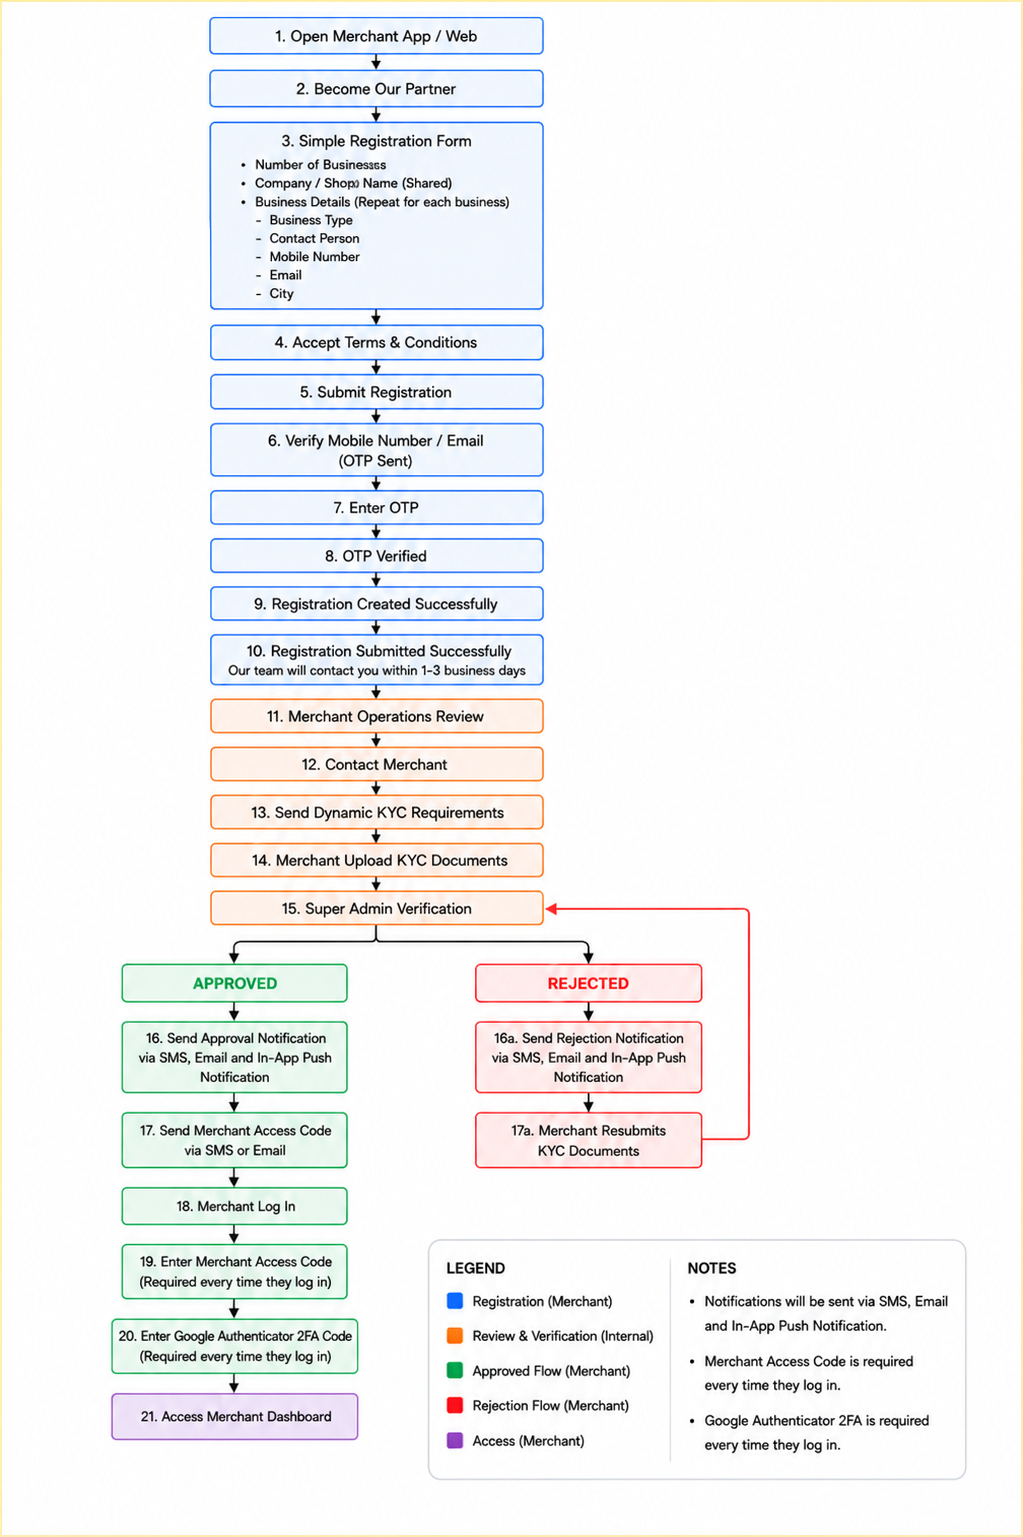 1. Open Merchant App / Web
2. Become Our Partner
3. Simple Registration Form
• Number of Businesses
• Company / Shop Name (Shared)
• Business Details (Repeat for each business)
- Business Type
- Contact Person
- Mobile Number
- Email
- City
4. Accept Terms & Conditions
5. Submit Registration
6. Verify Mobile Number / Email
(OTP Sent)
7. Enter OTP
8. OTP Verified
9. Registration Created Successfully
10. Registration Submitted Successfully
Our team will contact you within 1-3 business days
11. Merchant Operations Review
12. Contact Merchant
13. Send Dynamic KYC Requirements
14. Merchant Upload KYC Documents
15. Super Admin Verification
APPROVED
16. Send Approval Notification
via SMS, Email and In-App Push
Notification
17. Send Merchant Access Code
via SMS or Email
18. Merchant Log In
19. Enter Merchant Access Code
(Required every time they log in)
20. Enter Google Authenticator 2FA Code
(Required every time they log in)
21. Access Merchant Dashboard
REJECTED
16a. Send Rejection Notification
via SMS, Email and In-App Push
Notification
17a. Merchant Resubmits
KYC Documents
LEGEND
Registration (Merchant)
Review & Verification (Internal)
Approved Flow (Merchant)
Rejection Flow (Merchant)
Access (Merchant)
NOTES
• Notifications will be sent via SMS, Email
and In-App Push Notification.
• Merchant Access Code is required
every time they log in.
• Google Authenticator 2FA is required
every time they log in.